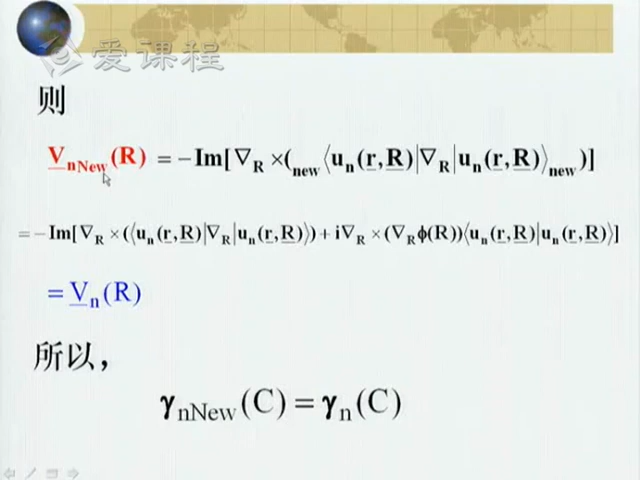 爱课程
则
V_nNew(R) = −Im[∇_R ×(_new⟨u_n(r,R)|∇_R|u_n(r,R)⟩_new)]
= −Im[∇_R ×(⟨u_n(r,R)|∇_R|u_n(r,R)⟩)+i∇_R ×(∇_Rϕ(R))⟨u_n(r,R)|u_n(r,R)⟩]
= V_n(R)
所以，
γ_nNew(C) = γ_n(C)